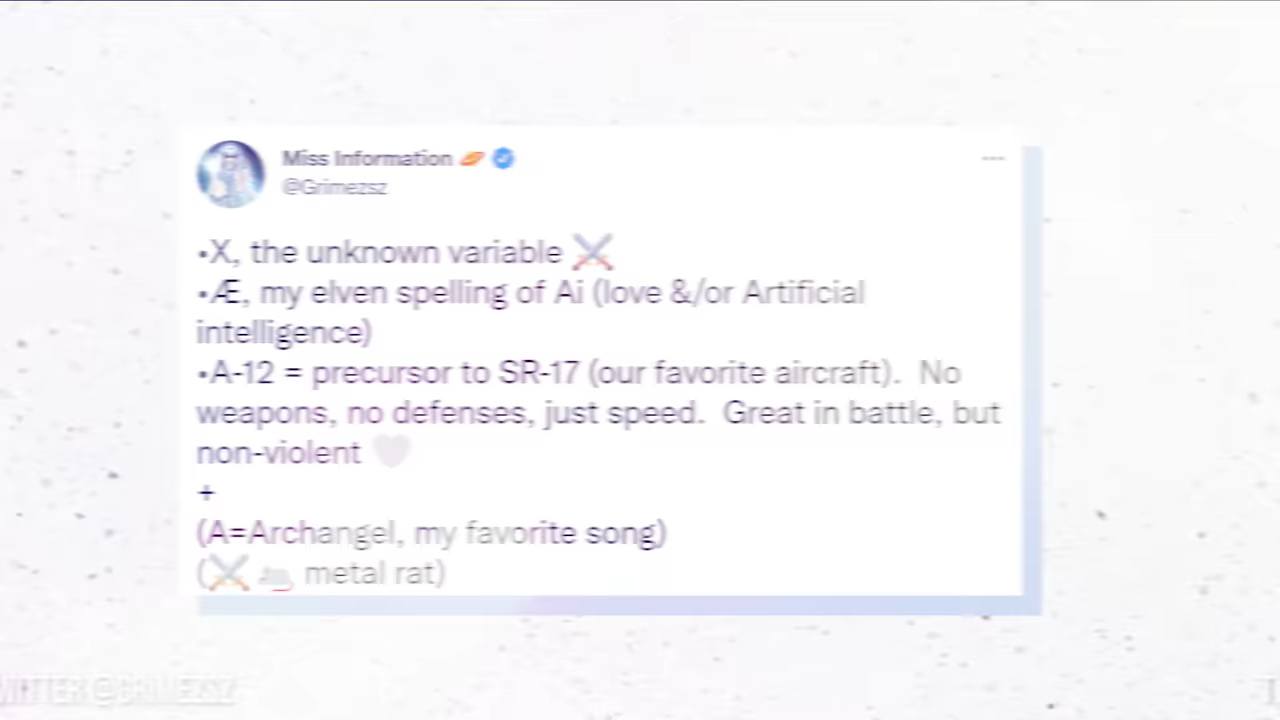 Miss Information
@Grimezsz
•X, the unknown variable ⚔️
•Æ, my elven spelling of Ai (love &/or Artificial
intelligence)
•A-12 = precursor to SR-17 (our favorite aircraft). No
weapons, no defenses, just speed. Great in battle, but
non-violent 🤍
+
(A=Archangel, my favorite song)
(⚔️🐁 metal rat)
@GRIMEZSZ